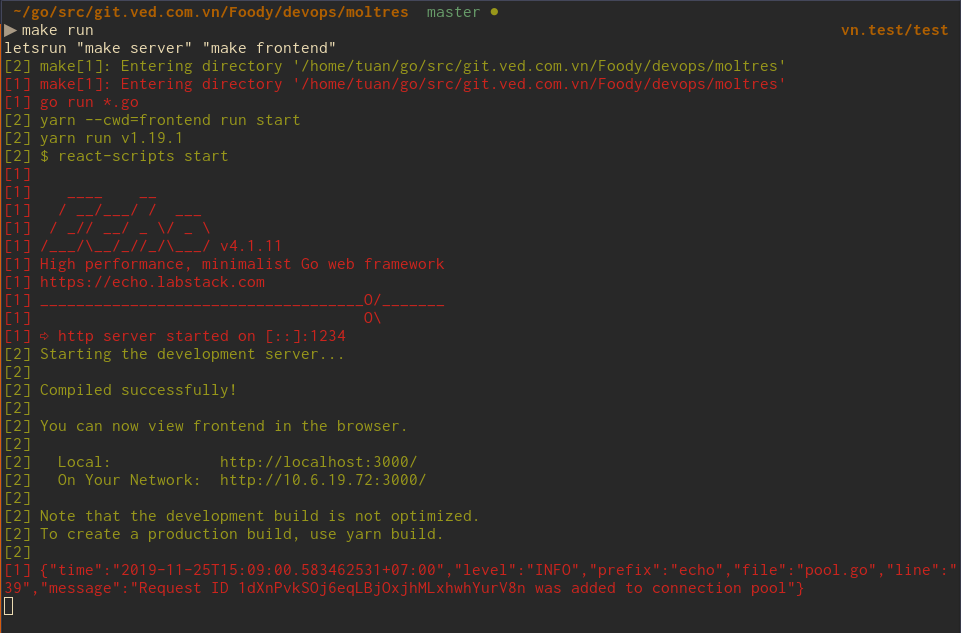 ~/go/src/git.ved.com.vn/Foody/devops/moltres  master ●
▶ make run vn.test/test
letsrun "make server" "make frontend"
[2] make[1]: Entering directory '/home/tuan/go/src/git.ved.com.vn/Foody/devops/moltres'
[1] make[1]: Entering directory '/home/tuan/go/src/git.ved.com.vn/Foody/devops/moltres'
[1] go run *.go
[2] yarn --cwd=frontend run start
[2] yarn run v1.19.1
[2] $ react-scripts start
[1]
[1]    ____    __
[1]   / __/___/ /  ___
[1]  / _// __/ _ \/ _ \
[1] /___/\__/_//_/\___/ v4.1.11
[1] High performance, minimalist Go web framework
[1] https://echo.labstack.com
[1] ____________________________________O/_______
[1]                                     O\
[1] ➪ http server started on [::]:1234
[2] Starting the development server...
[2]
[2] Compiled successfully!
[2]
[2] You can now view frontend in the browser.
[2]
[2]   Local:            http://localhost:3000/
[2]   On Your Network:  http://10.6.19.72:3000/
[2]
[2] Note that the development build is not optimized.
[2] To create a production build, use yarn build.
[2]
[1] {"time":"2019-11-25T15:09:00.583462531+07:00","level":"INFO","prefix":"echo","file":"pool.go","line":"
39","message":"Request ID 1dXnPvkSOj6eqLBjOxjhMLxhwhYurV8n was added to connection pool"}